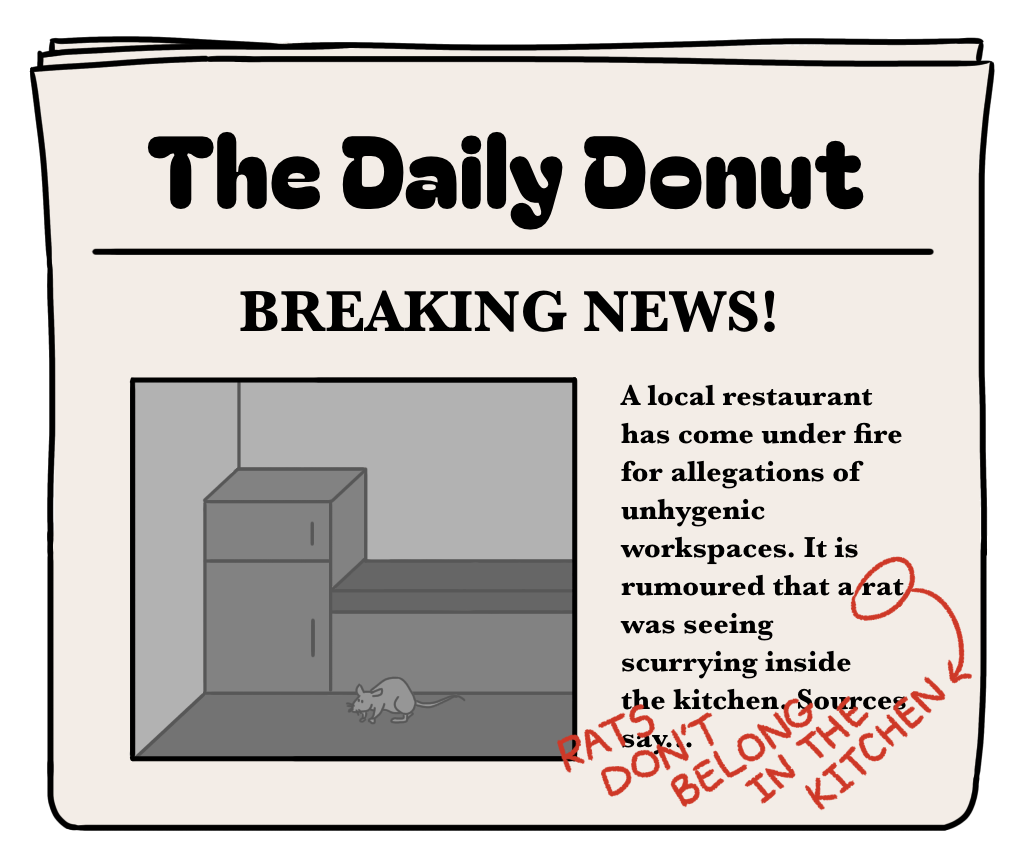 The Daily Donut
BREAKING NEWS!
A local restaurant
has come under fire
for allegations of
unhygenic
workspaces. It is
rumoured that a rat
was seeing
scurrying inside
the kitchen. Sources
say...
RATS
DON'T
BELONG
IN THE
KITCHEN